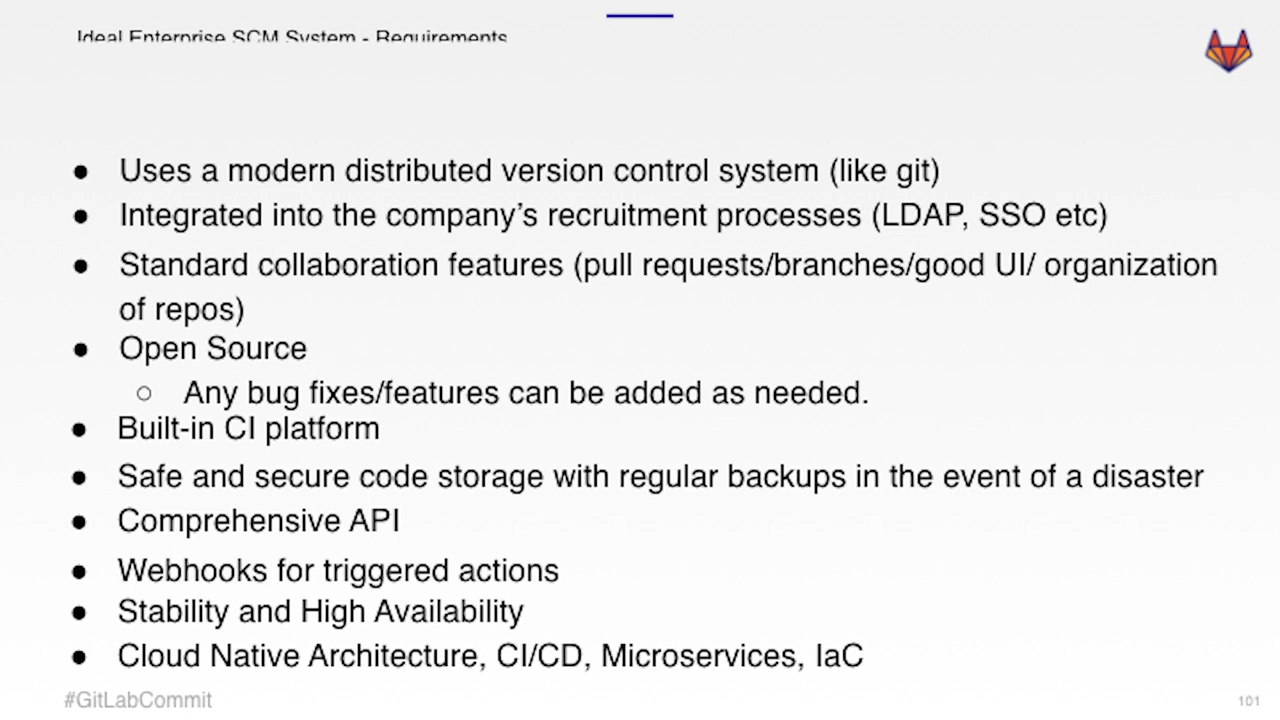 Ideal Enterprise SCM System - Requirements
● Uses a modern distributed version control system (like git)
● Integrated into the company’s recruitment processes (LDAP, SSO etc)
● Standard collaboration features (pull requests/branches/good UI/ organization
of repos)
● Open Source
○ Any bug fixes/features can be added as needed.
● Built-in CI platform
● Safe and secure code storage with regular backups in the event of a disaster
● Comprehensive API
● Webhooks for triggered actions
● Stability and High Availability
● Cloud Native Architecture, CI/CD, Microservices, IaC
#GitLabCommit
101